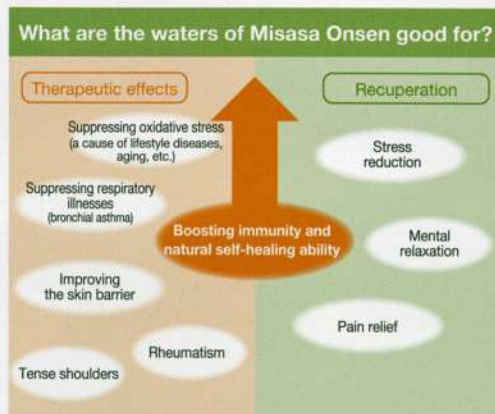 What are the waters of Misasa Onsen good for?
Therapeutic effects
Suppressing oxidative stress
(a cause of lifestyle diseases,
aging, etc.)
Suppressing respiratory
illnesses
(bronchial asthma)
Improving
the skin barrier
Rheumatism
Tense shoulders
Boosting immunity and
natural self-healing ability
Recuperation
Stress
reduction
Mental
relaxation
Pain relief